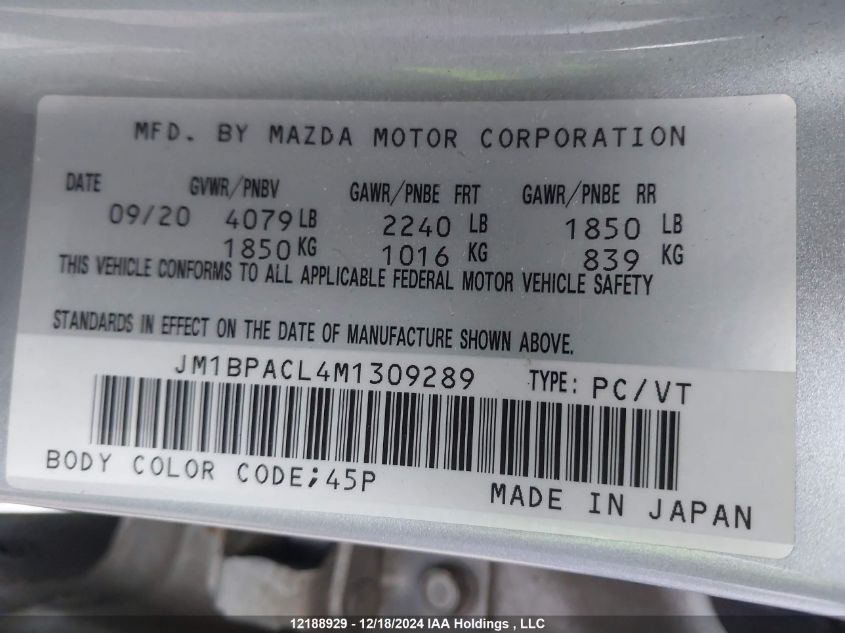 MFD. BY MAZDA MOTOR CORPORATION
DATE GVWR/PNBV GAWR/PNBE FRT GAWR/PNBE RR
09/20 4079 LB 2240 LB 1850 LB
1850 KG 1016 KG 839 KG
THIS VEHICLE CONFORMS TO ALL APPLICABLE FEDERAL MOTOR VEHICLE SAFETY
STANDARDS IN EFFECT ON THE DATE OF MANUFACTURE SHOWN ABOVE.
JM1BPACL4M1309289 TYPE: PC/VT
BODY COLOR CODE;45P MADE IN JAPAN
12188929 - 12/18/2024 IAA Holdings , LLC